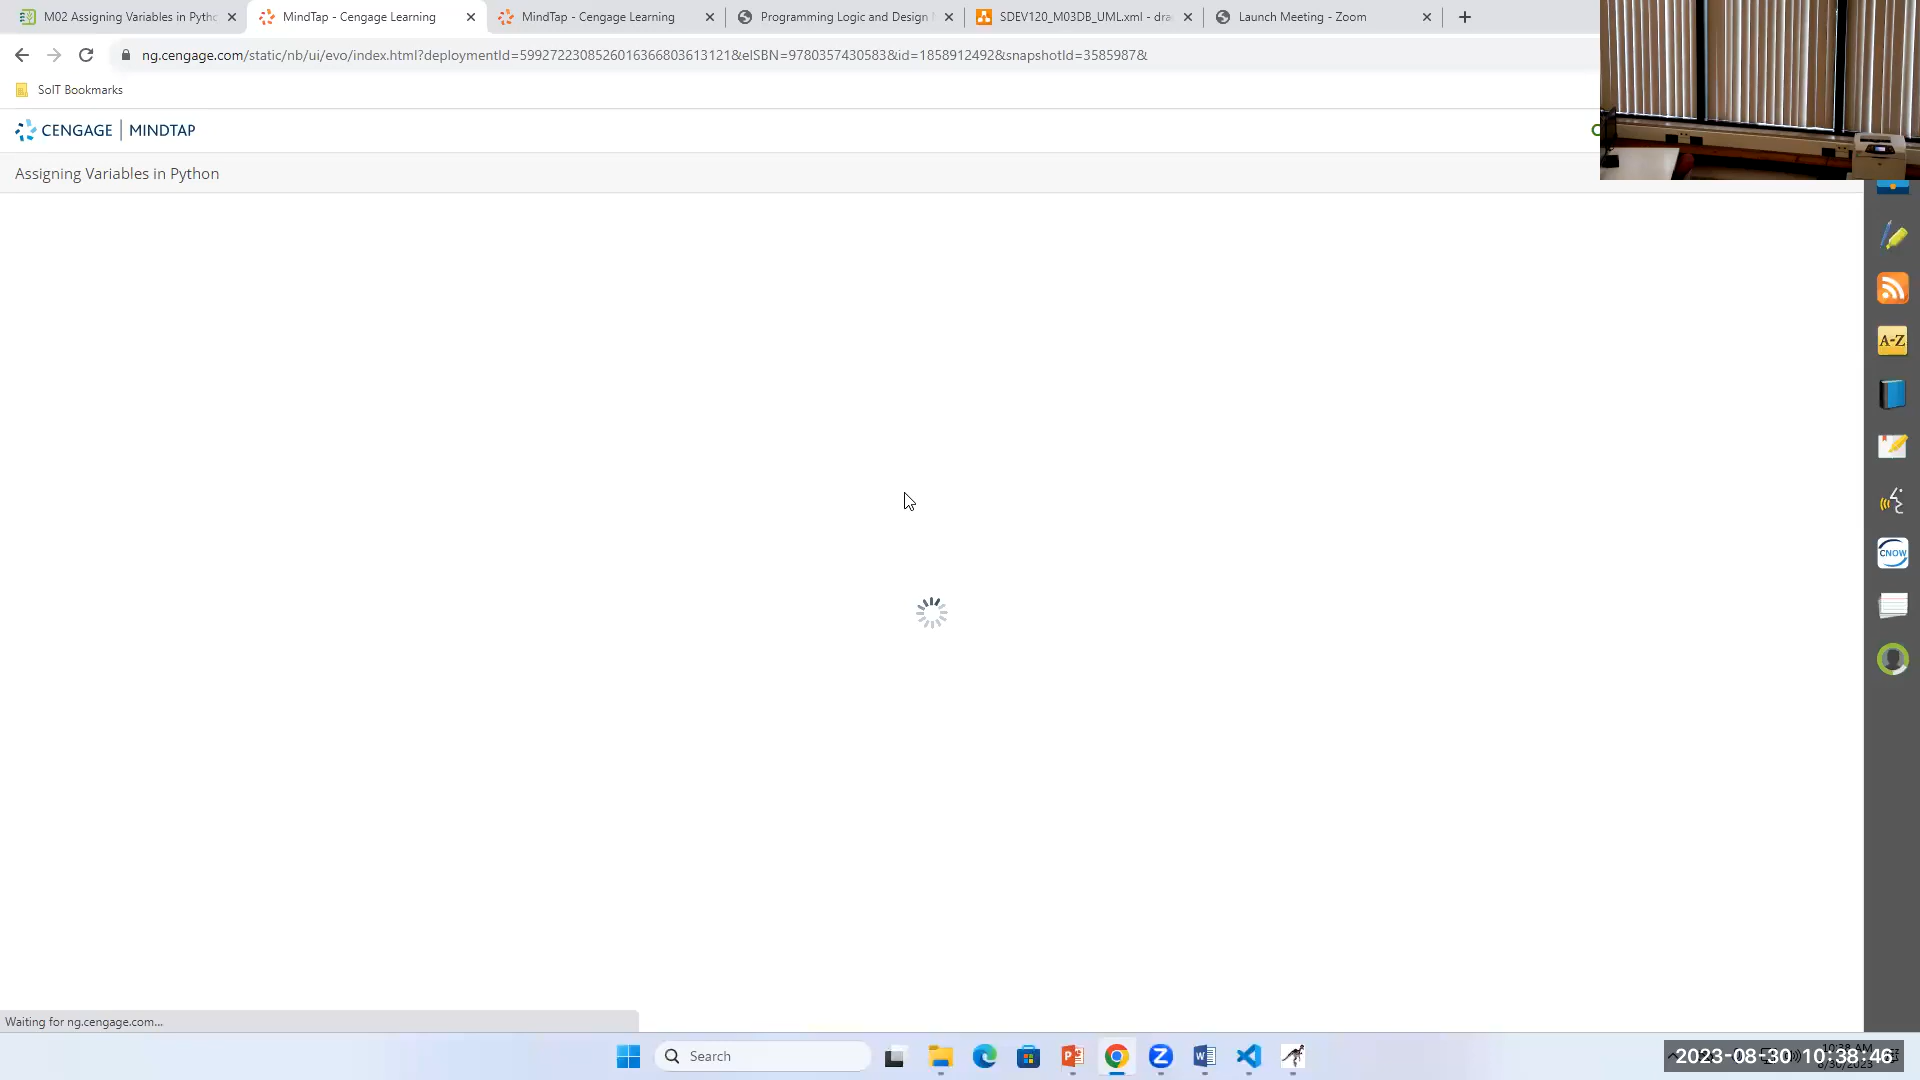 M02 Assigning Variables in Pytho
MindTap - Cengage Learning
MindTap - Cengage Learning
Programming Logic and Design
SDEV120_M03DB_UML.xml - dra
Launch Meeting - Zoom
ng.cengage.com/static/nb/ui/evo/index.html?deploymentId=5992722308526016366803613121&eISBN=9780357430583&id=1858912492&snapshotId=3585987&
SoIT Bookmarks
CENGAGE | MINDTAP
Assigning Variables in Python
A-Z
CNOW
Waiting for ng.cengage.com...
Search
2023-08-30 10:38:46